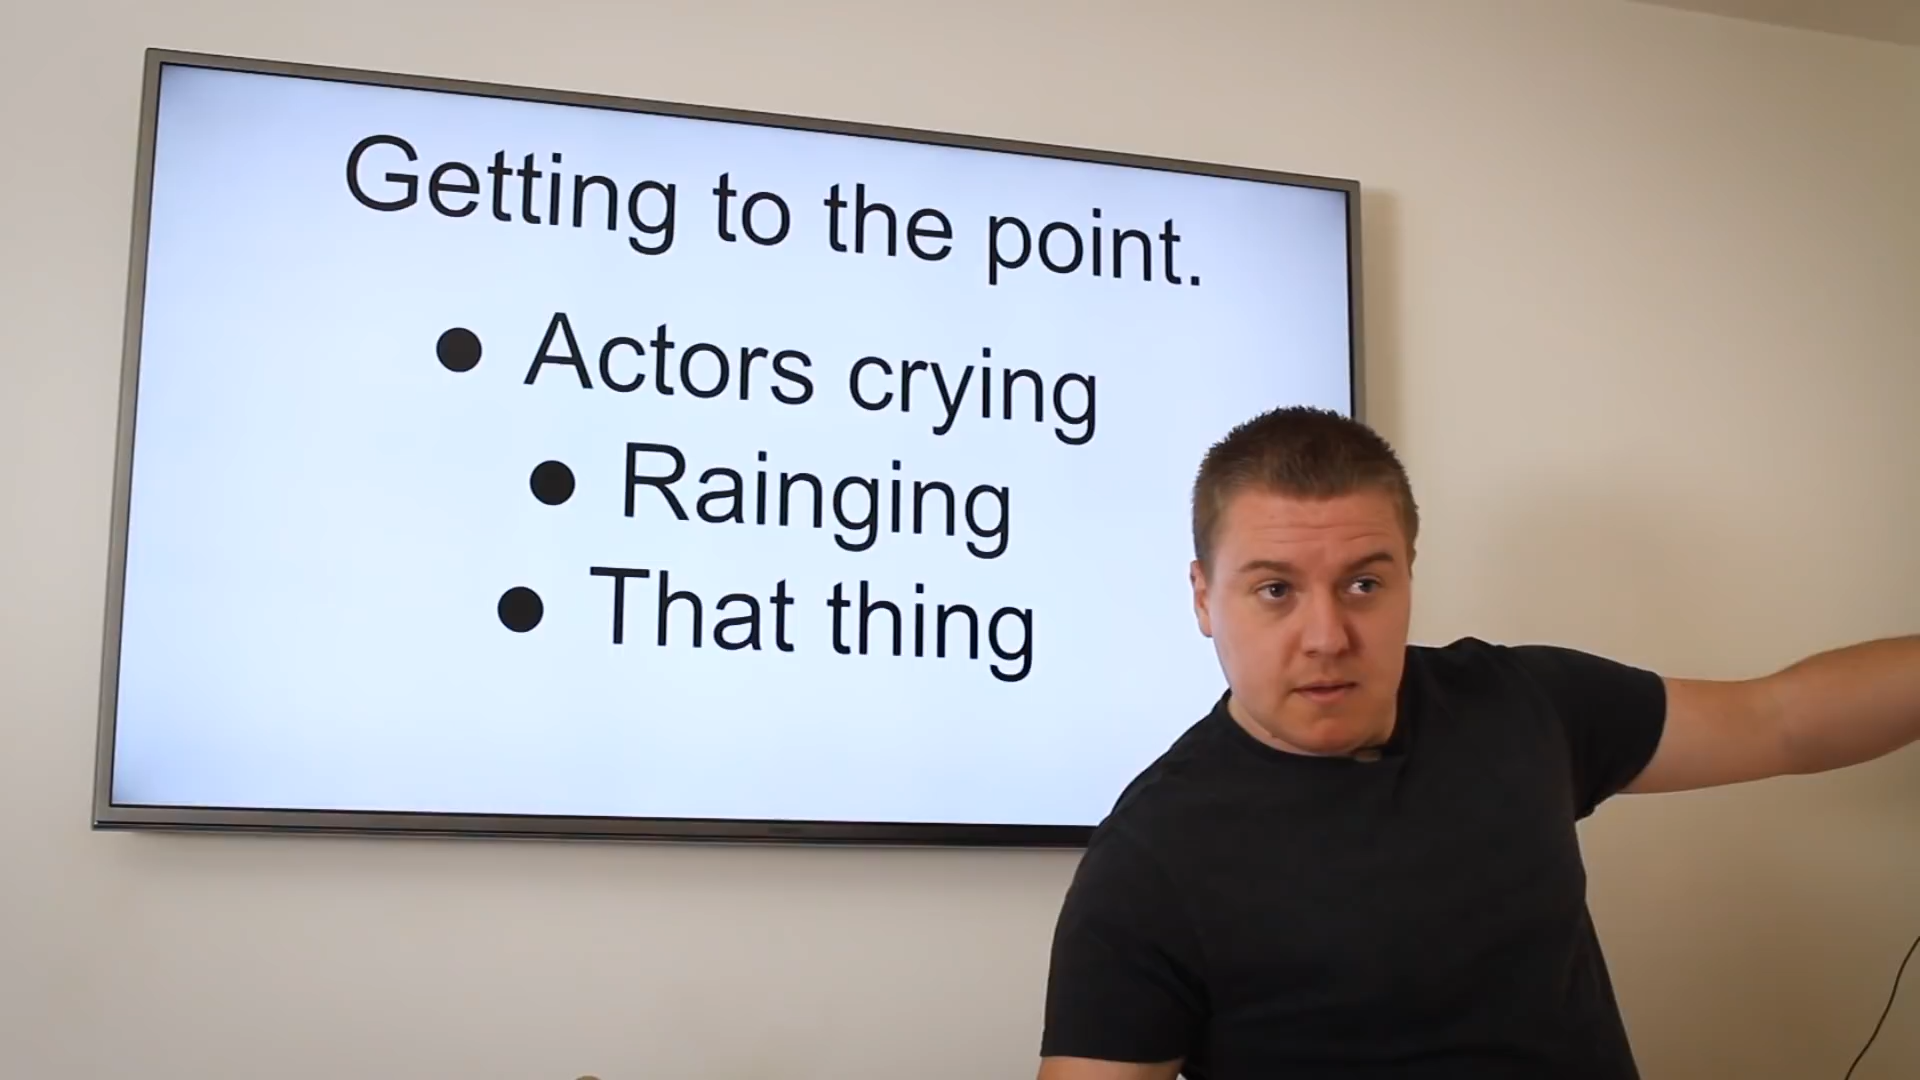 Getting to the point.
● Actors crying
● Rainging
● That thing